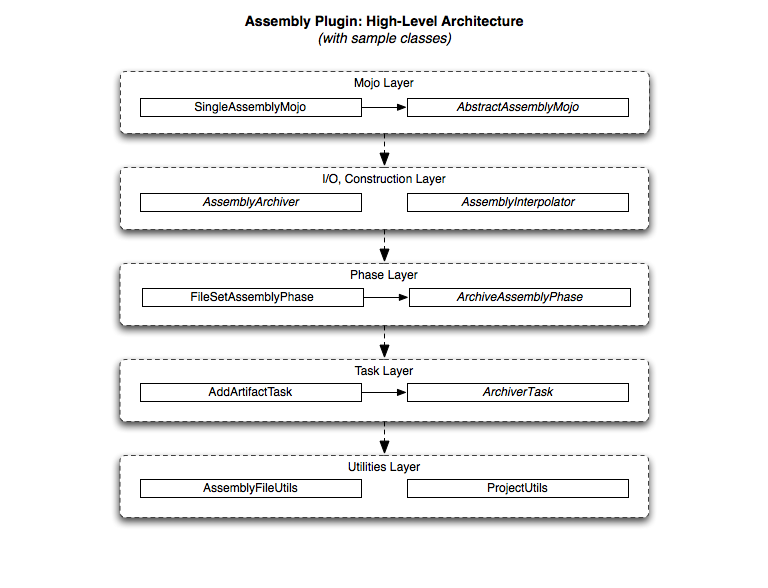 Assembly Plugin: High-Level Architecture
(with sample classes)
Mojo Layer
SingleAssemblyMojo
AbstractAssemblyMojo
I/O, Construction Layer
AssemblyArchiver
AssemblyInterpolator
Phase Layer
FileSetAssemblyPhase
ArchiveAssemblyPhase
Task Layer
AddArtifactTask
ArchiverTask
Utilities Layer
AssemblyFileUtils
ProjectUtils